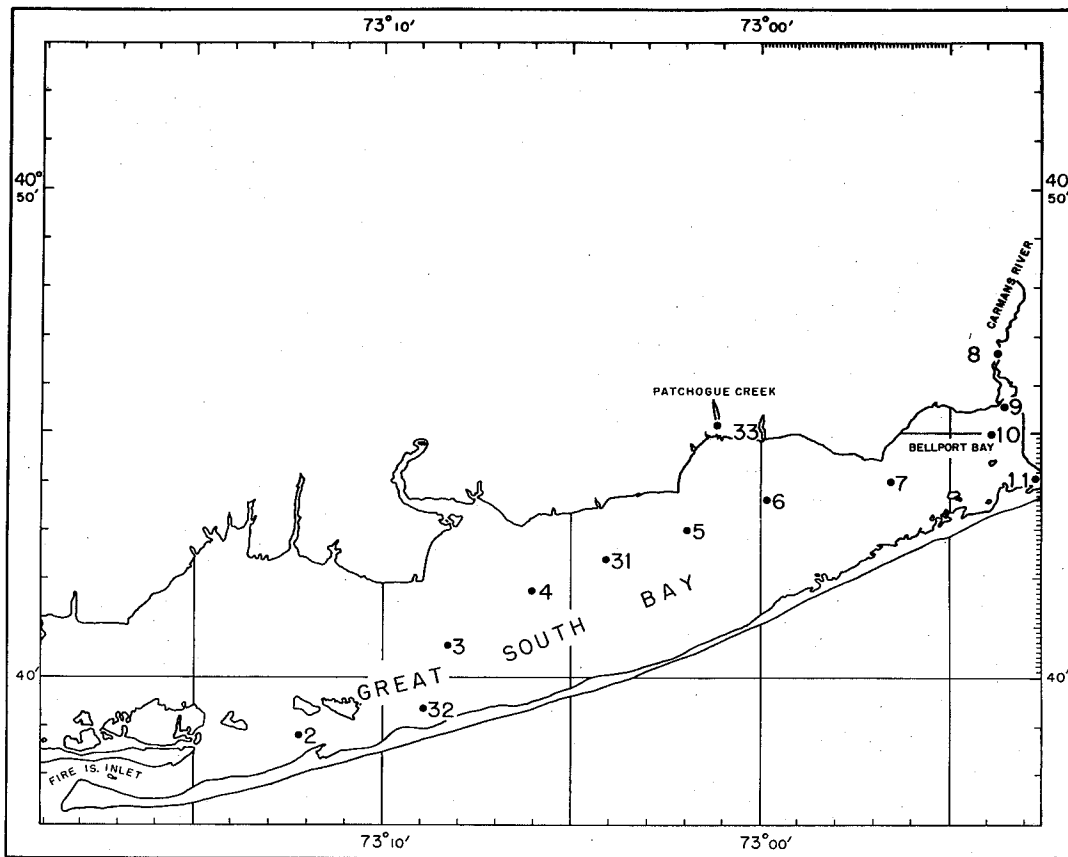 73°10' 73°00'
40° 50'
40° 50'
CARMANS RIVER
8
PATCHOGUE CREEK
9
33
10
BELLPORT BAY
11
7
6
5
31
4
BAY
SOUTH
3
40'
40'
GREAT
32
2
FIRE IS. INLET
73°10' 73°00'